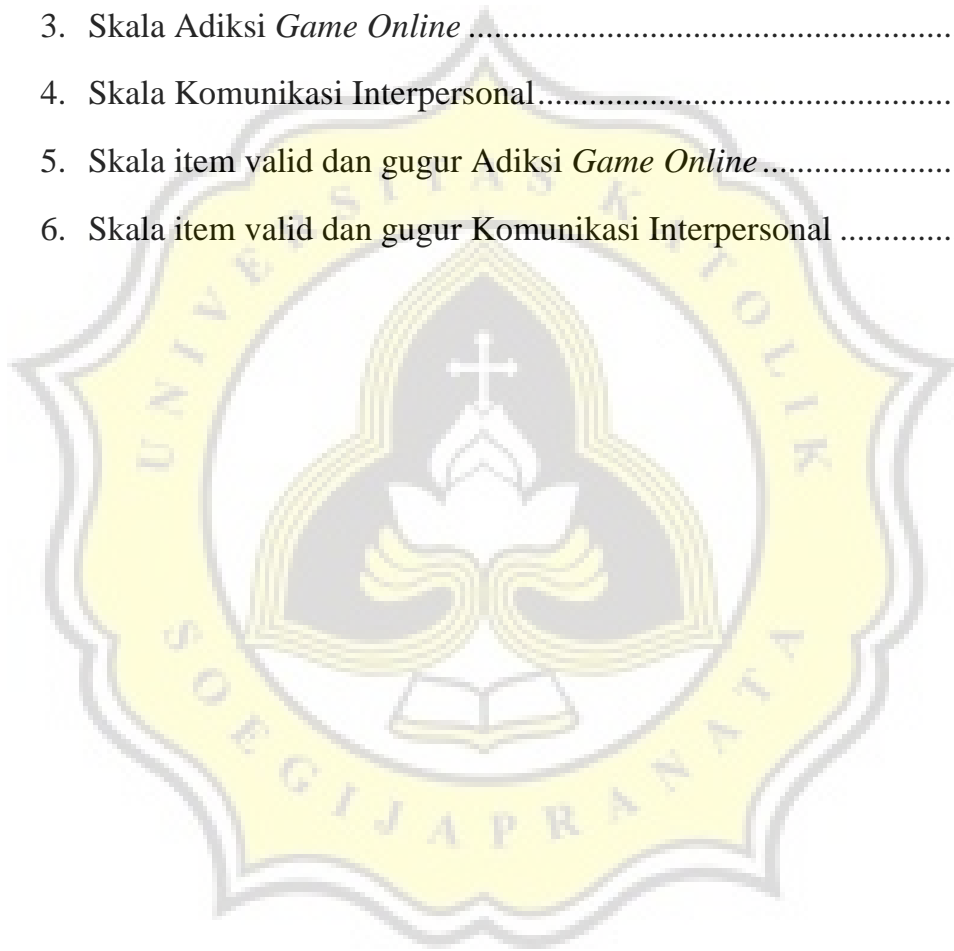 3. Skala Adiksi Game Online ........................................................
4. Skala Komunikasi Interpersonal ................................................
5. Skala item valid dan gugur Adiksi Game Online ......................
6. Skala item valid dan gugur Komunikasi Interpersonal .............
UNIVERSITAS KATOLIK
SOEGIJAPRANATA